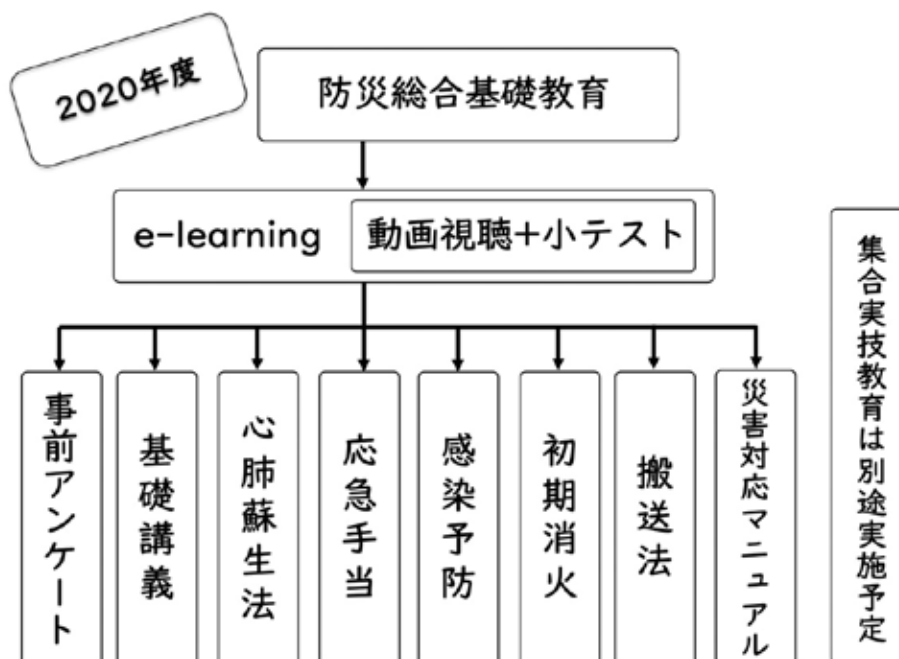 2020年度
防災総合基礎教育
e-learning
動画視聴+小テスト
事前アンケート
基礎講義
心肺蘇生法
応急手当
感染予防
初期消火
搬送法
災害対応マニュアル
集合実技教育は別途実施予定